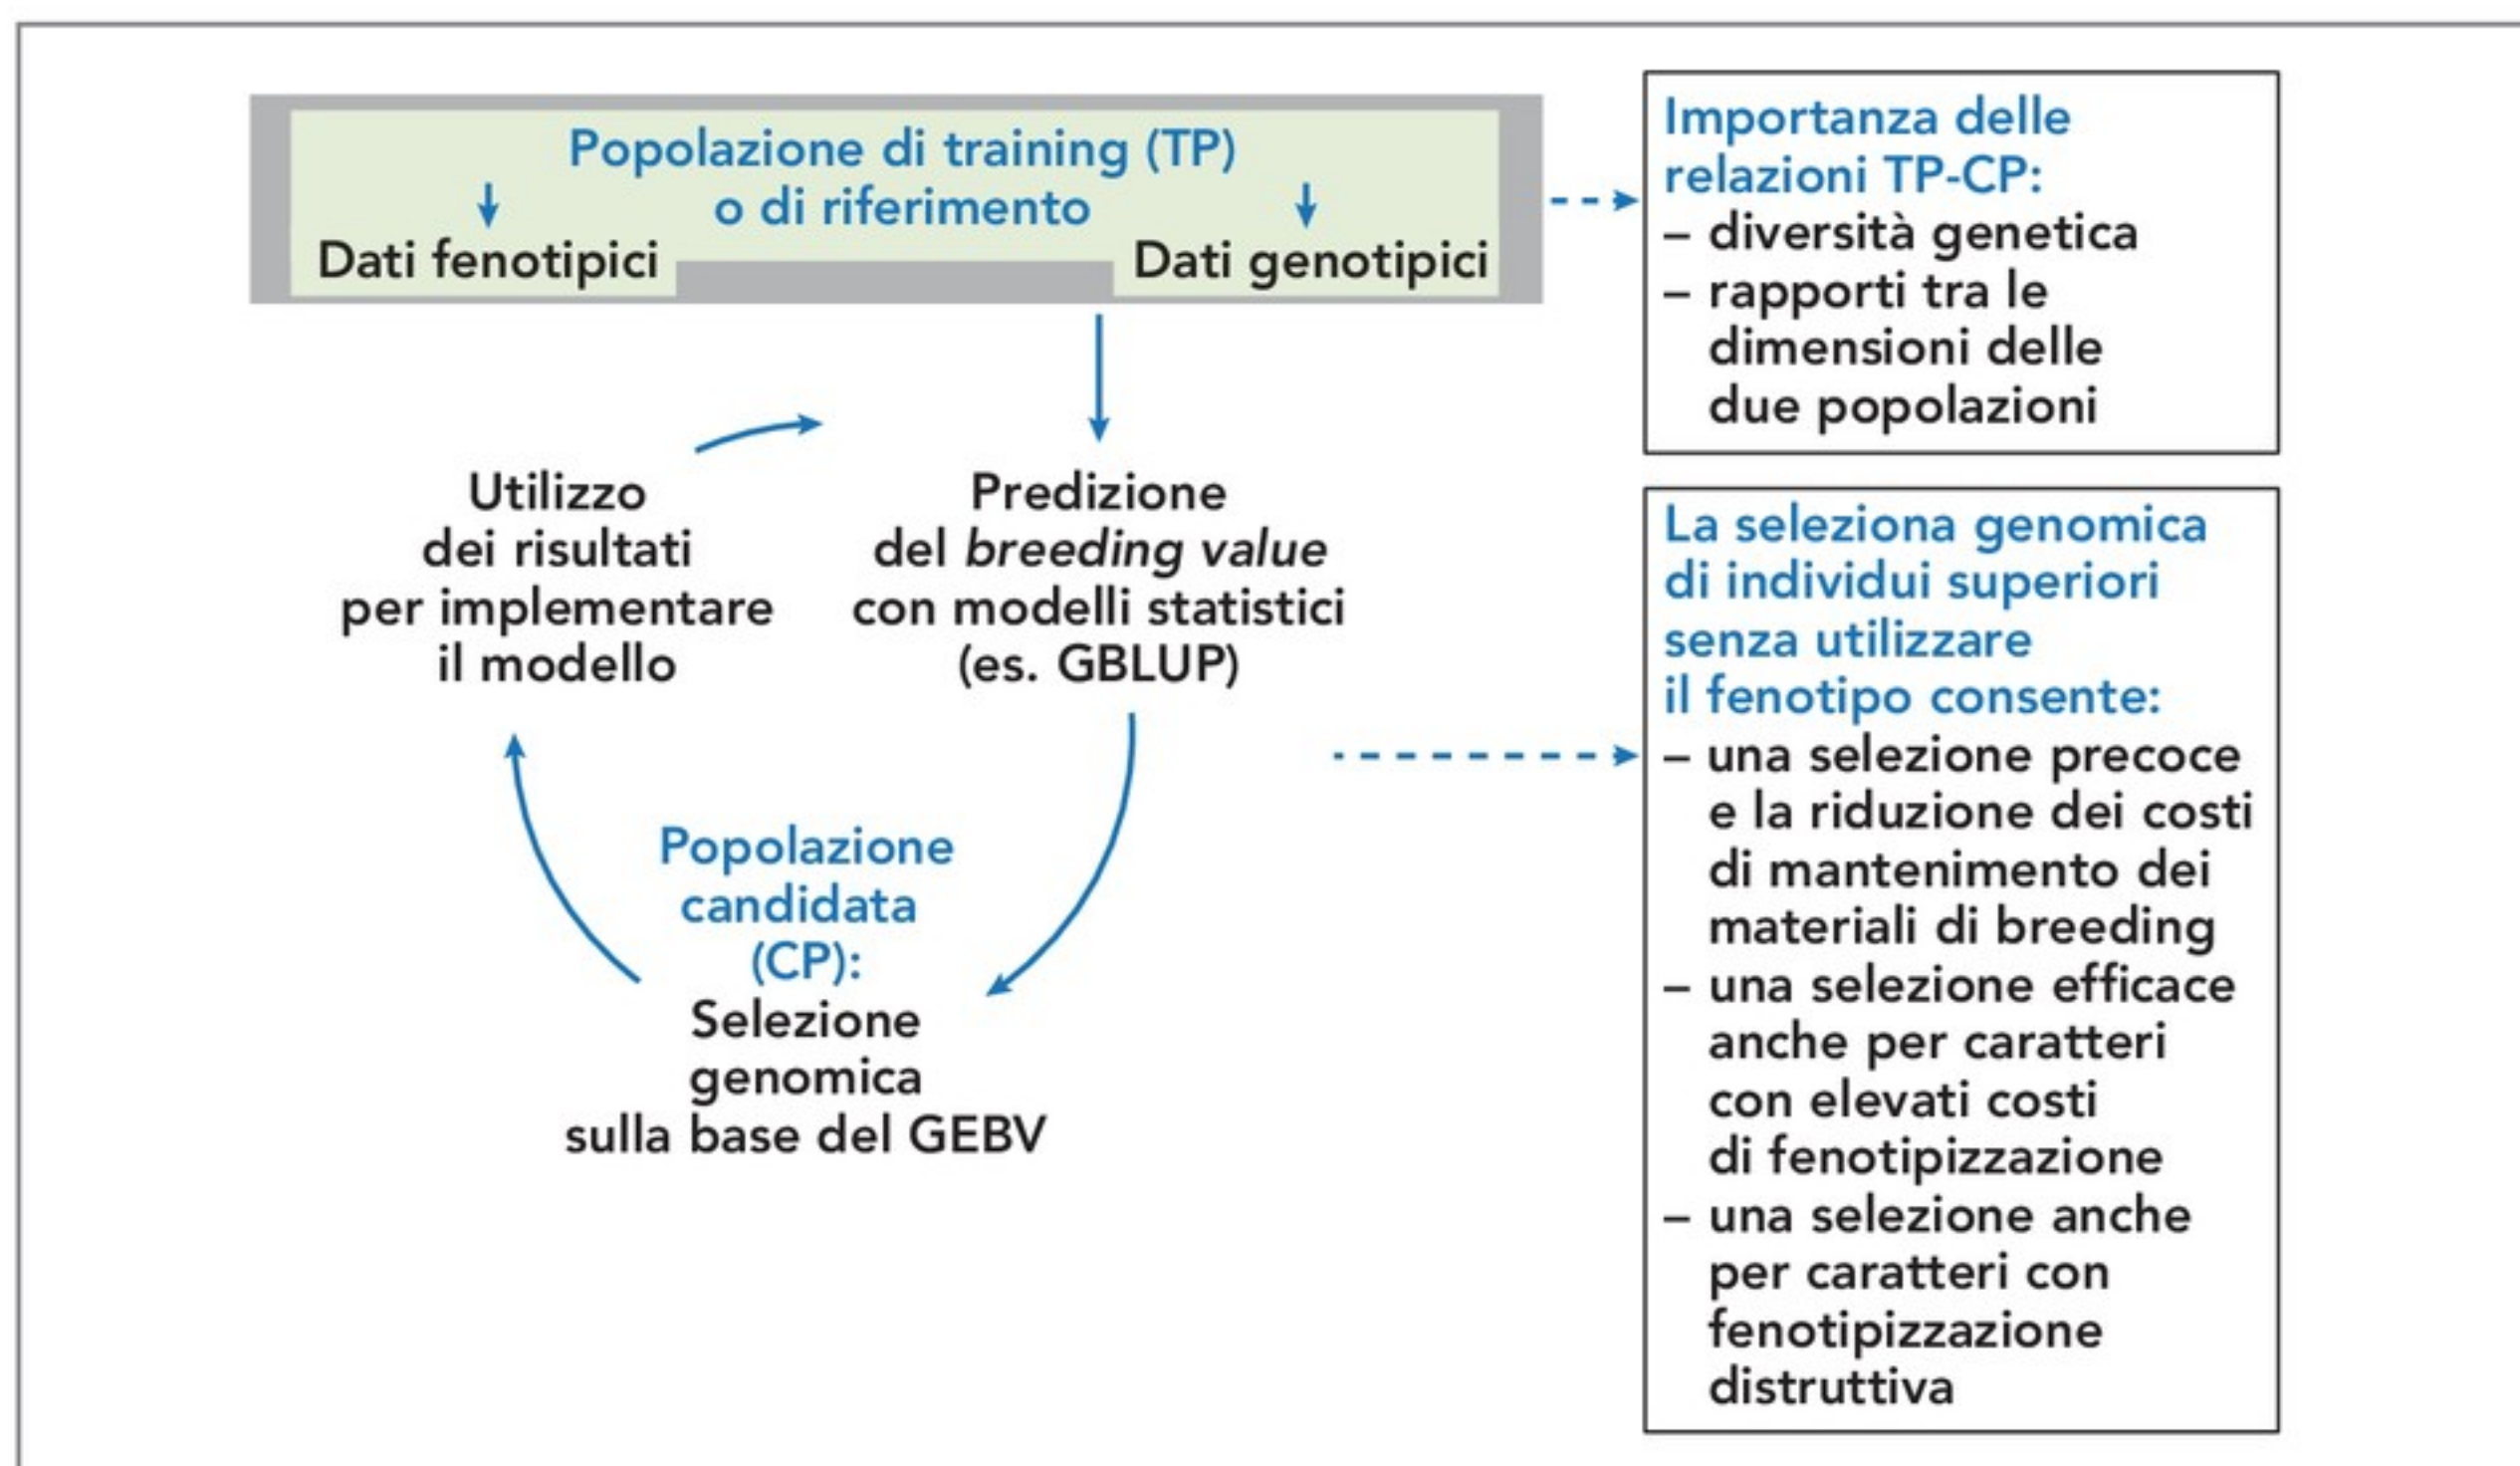 Popolazione di training (TP)
o di riferimento
Dati fenotipici
Dati genotipici
Utilizzo
dei risultati
per implementare
il modello
Predizione
del breeding value
con modelli statistici
(es. GBLUP)
Popolazione
candidata
(CP):
Selezione
genomica
sulla base del GEBV
Importanza delle
relazioni TP-CP:
– diversità genetica
– rapporti tra le
dimensioni delle
due popolazioni
La seleziona genomica
di individui superiori
senza utilizzare
il fenotipo consente:
– una selezione precoce
e la riduzione dei costi
di mantenimento dei
materiali di breeding
– una selezione efficace
anche per caratteri
con elevati costi
di fenotipizzazione
– una selezione anche
per caratteri con
fenotipizzazione
distruttiva